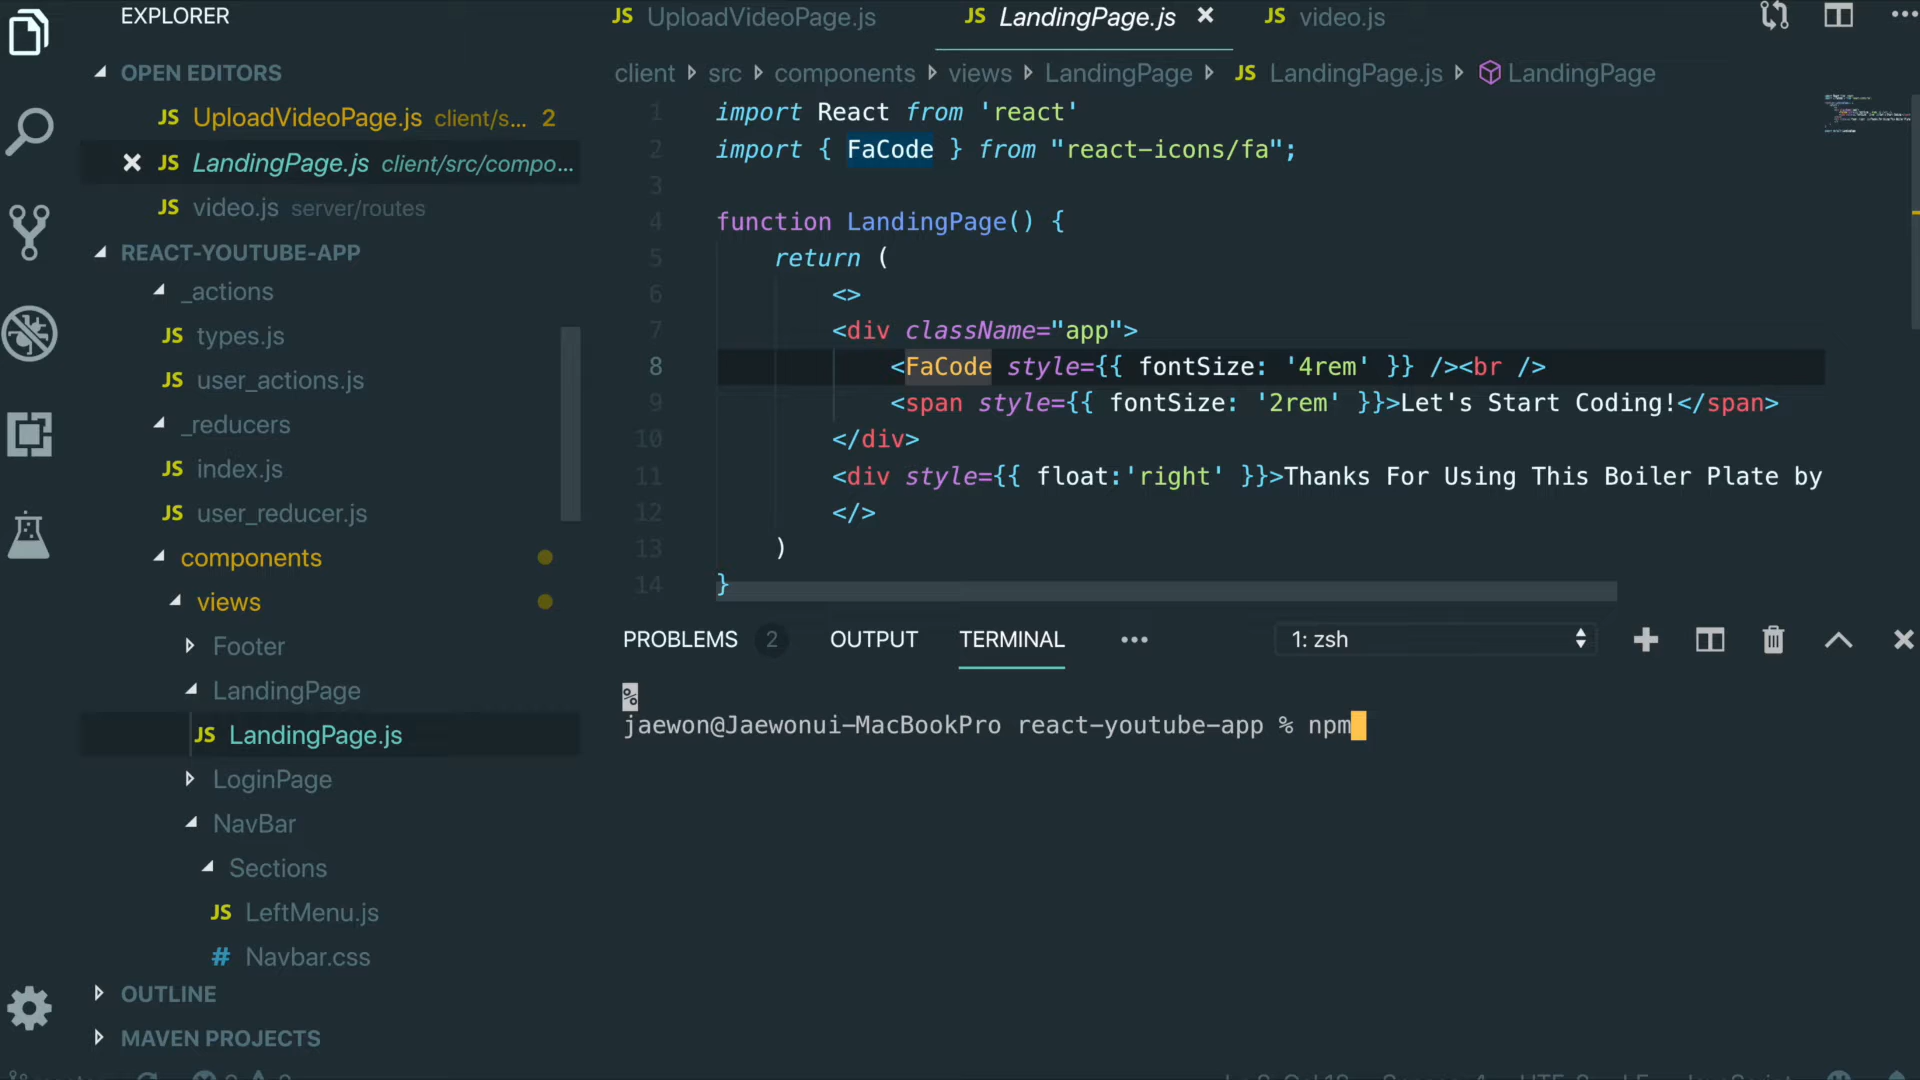 EXPLORER
OPEN EDITORS
JS UploadVideoPage.js client/s... 2
JS LandingPage.js client/src/compo...
JS video.js server/routes
REACT-YOUTUBE-APP
_actions
JS types.js
JS user_actions.js
_reducers
JS index.js
JS user_reducer.js
components
views
Footer
LandingPage
JS LandingPage.js
LoginPage
NavBar
Sections
JS LeftMenu.js
# Navbar.css
OUTLINE
MAVEN PROJECTS
JS UploadVideoPage.js JS LandingPage.js JS video.js
client src components views LandingPage JS LandingPage.js LandingPage
1 import React from 'react'
2 import { FaCode } from "react-icons/fa";
3
4 function LandingPage() {
5 return (
6 <>
7 <div className="app">
8 <FaCode style={{ fontSize: '4rem' }} /><br />
9 <span style={{ fontSize: '2rem' }}>Let's Start Coding!</span>
10 </div>
11 <div style={{ float:'right' }}>Thanks For Using This Boiler Plate by
12 </>
13 )
14 }
PROBLEMS 2 OUTPUT TERMINAL ••• 1: zsh
%
jaewon@Jaewonui-MacBookPro react-youtube-app % npm